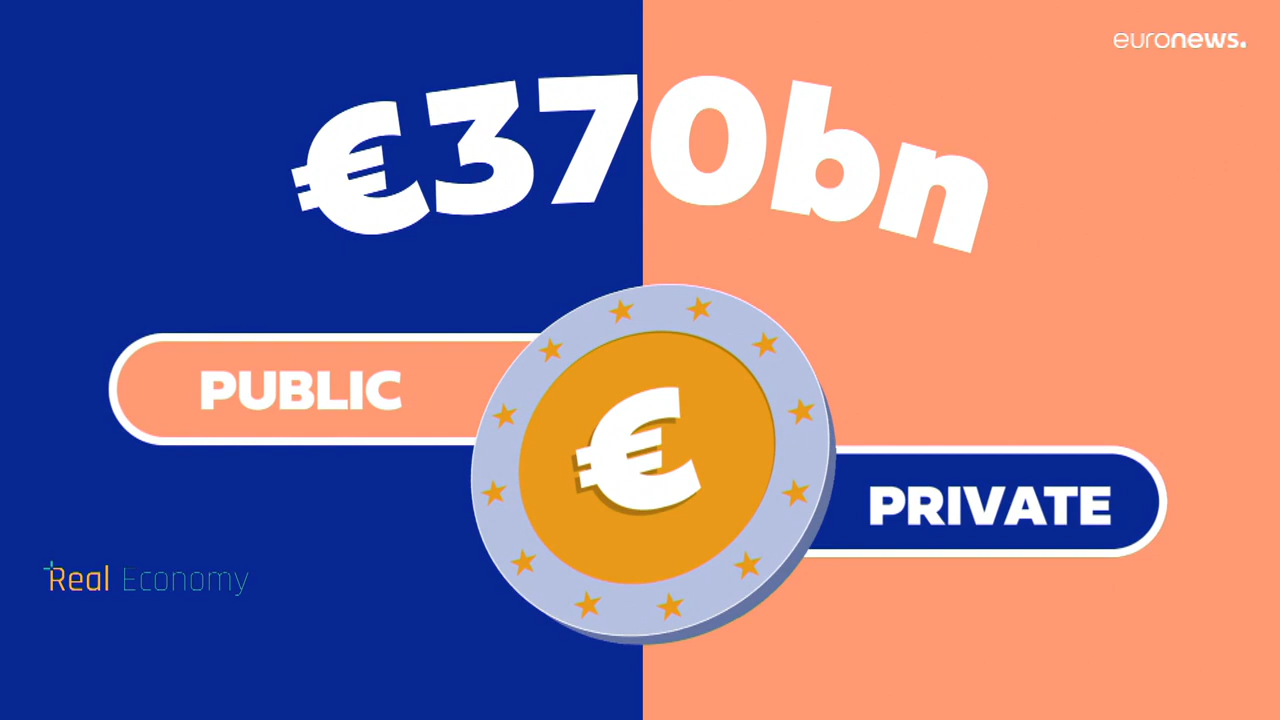 euronews.
€370bn
PUBLIC
€
PRIVATE
Real Economy